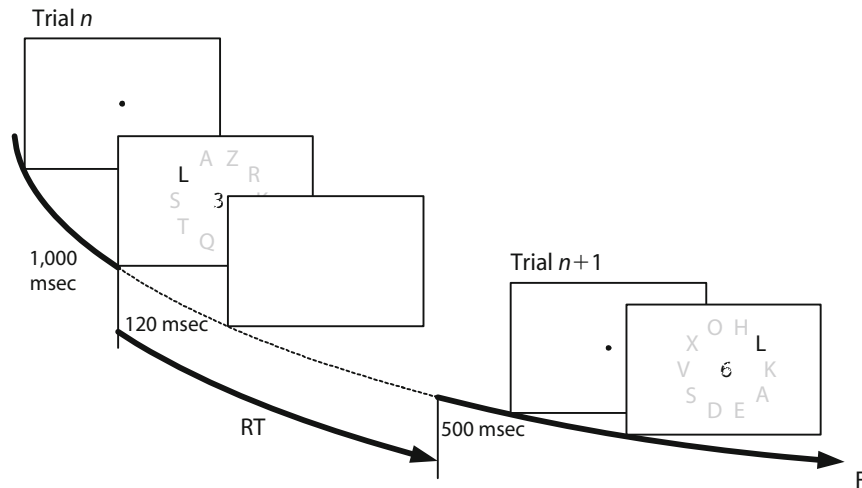 Trial n
A Z
L R
S 3
T
Q
1,000
msec
120 msec
RT
Trial n+1
O H
X L
V 6 K
S A
D E
500 msec